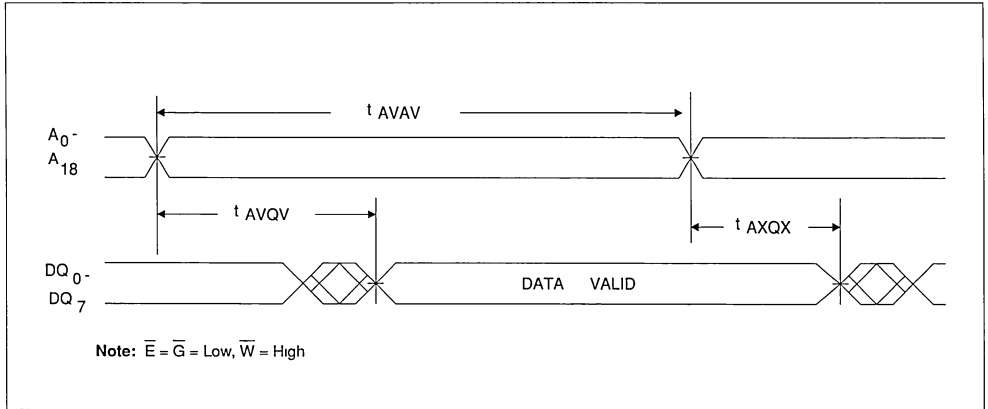 t AVAV
A0-
A18
t AVQV
t AXQX
DQ0-
DQ7
DATA VALID
Note: E̅ = G̅ = Low, W̅ = High